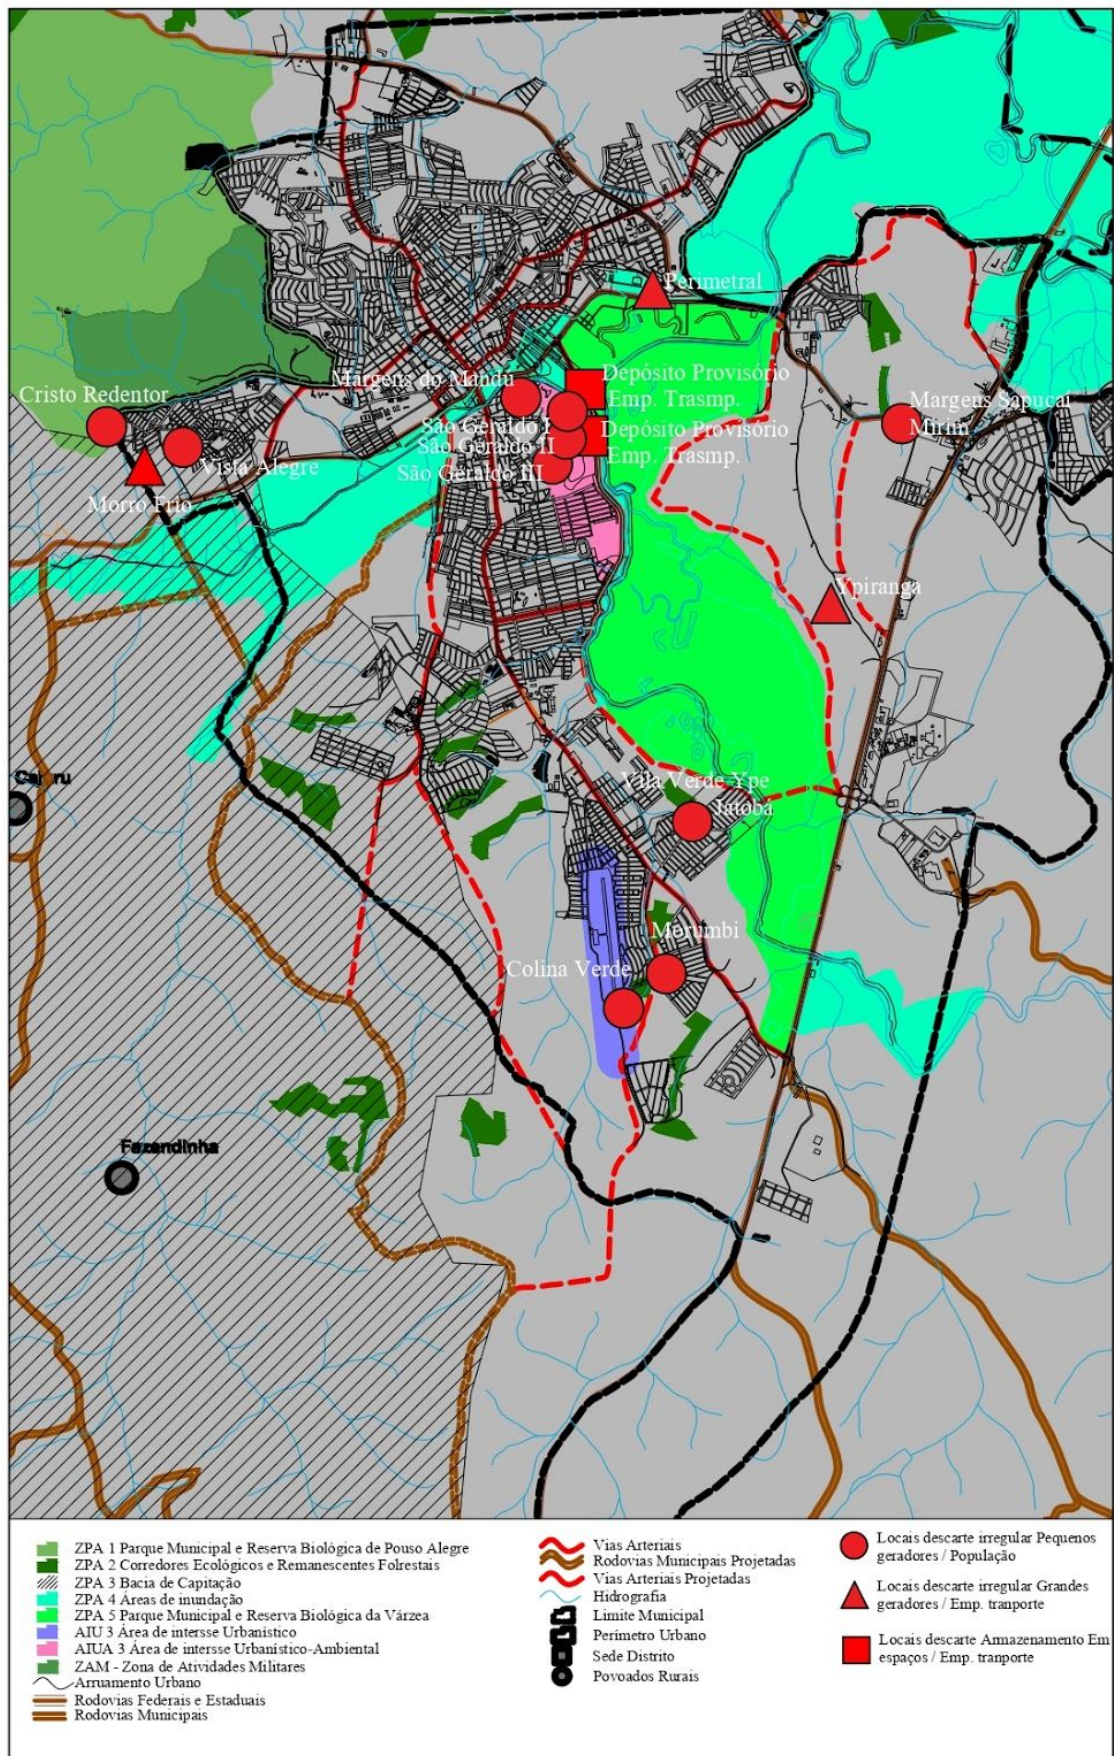 Perimetral
Depósito Provisório
Emp. Trasmp.
Margens do Mandu
Cristo Redentor
Margens Sapucaí
Mirim
São Geraldo I
Depósito Provisório
São Geraldo II
Emp. Trasmp.
Vista Alegre
São Geraldo III
Morro Frio
Ypiranga
Vila Verde Ype
Jatobá
Morumbi
Colina Verde
Fazendinha
ZPA 1 Parque Municipal e Reserva Biológica de Pouso Alegre
ZPA 2 Corredores Ecológicos e Remanescentes Folrestais
ZPA 3 Bacia de Capitação
ZPA 4 Áreas de inundação
ZPA 5 Parque Municipal e Reserva Biológica da Várzea
AIU 3 Área de intersse Urbanístico
AIUA 3 Área de intersse Urbanístico-Ambiental
ZAM - Zona de Atividades Militares
Arruamento Urbano
Rodovias Federais e Estaduais
Rodovias Municipais
Vias Arteriais
Rodovias Municipais Projetadas
Vias Arteriais Projetadas
Hidrografia
Limite Municipal
Perímetro Urbano
Sede Distrito
Povoados Rurais
Locais descarte irregular Pequenos
geradores / População
Locais descarte irregular Grandes
geradores / Emp. tranporte
Locais descarte Armazenamento Em
espaços / Emp. tranporte